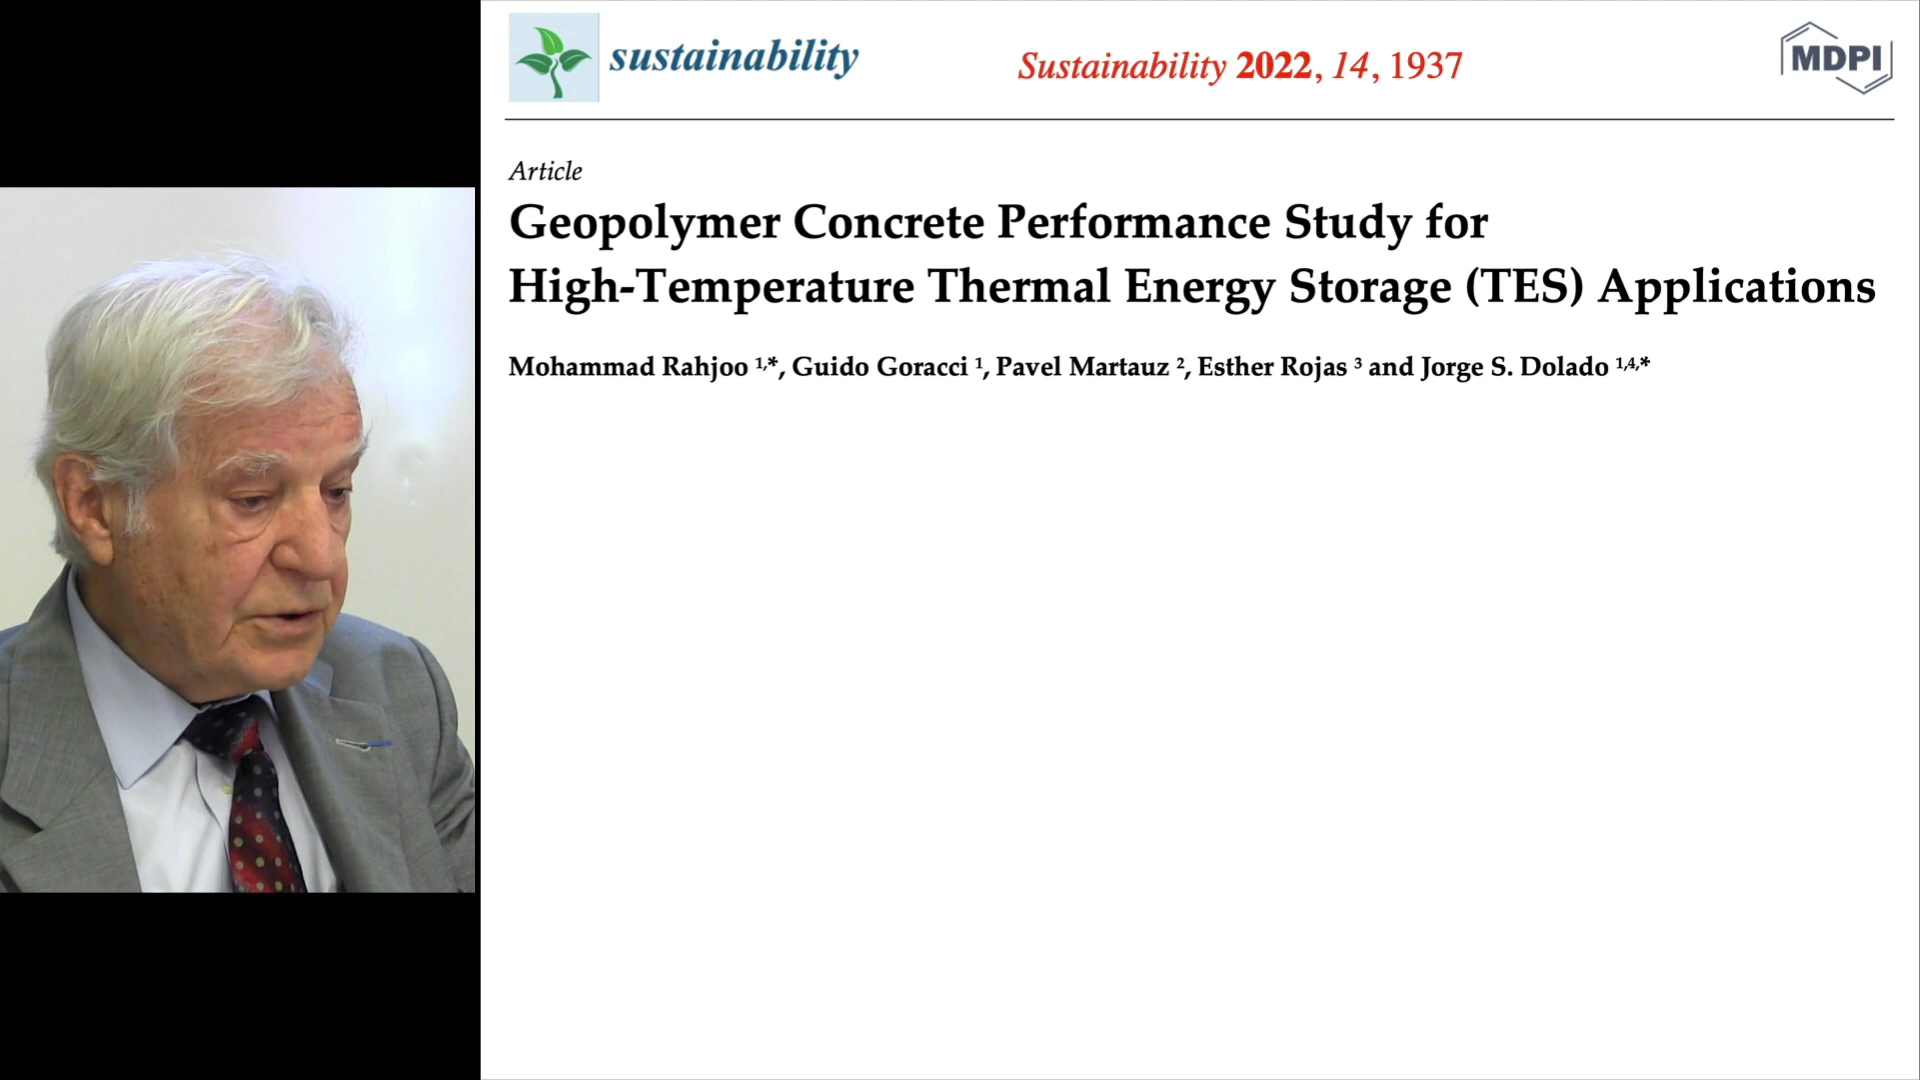 sustainability
Sustainability 2022, 14, 1937
MDPI
Article
Geopolymer Concrete Performance Study for
High-Temperature Thermal Energy Storage (TES) Applications
Mohammad Rahjoo 1,*, Guido Goracci 1, Pavel Martauz 2, Esther Rojas 3 and Jorge S. Dolado 1,4,*